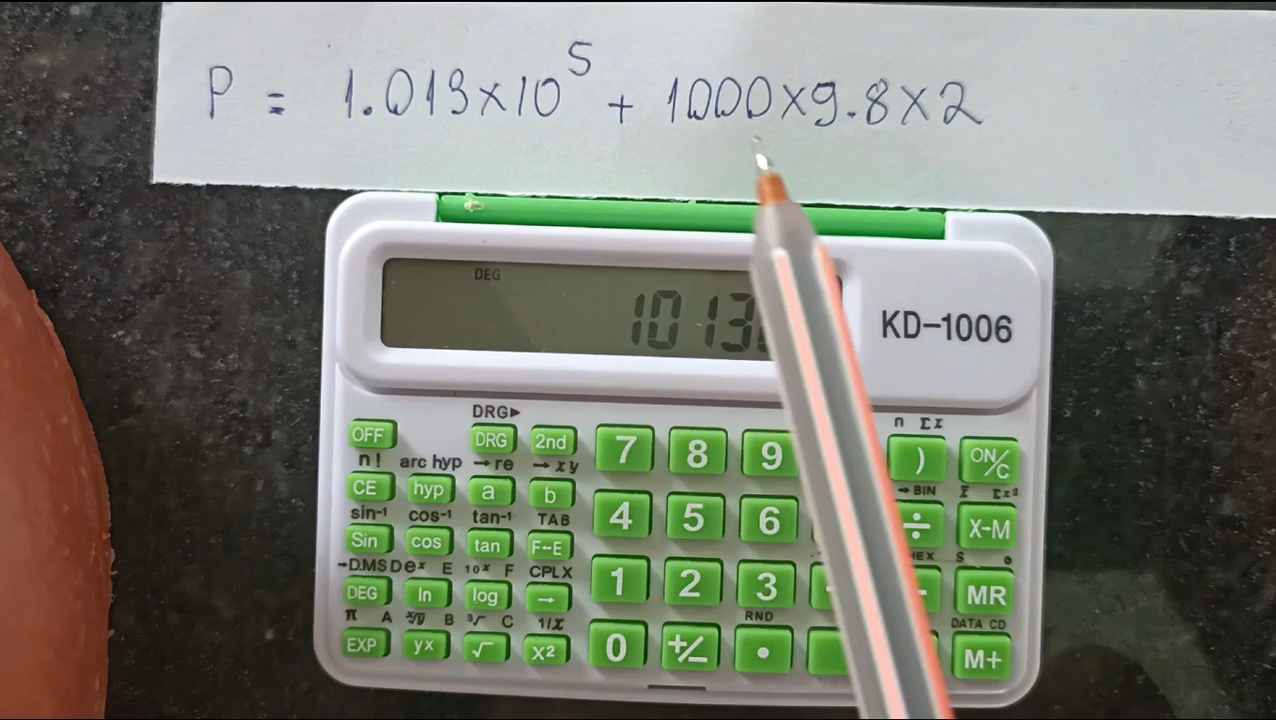 P = 1.013×10⁵ + 1000×9.8×2
DEG
1013
KD-1006
DRG▶ n Σx
OFF DRG 2nd 7 8 9 ) ON/C
n! arc hyp →re →xy →BIN x̄ Σx²
CE hyp a b 4 5 6 ÷ X-M
sin⁻¹ cos⁻¹ tan⁻¹ TAB HEX S σ
Sin cos tan F↔E 1 2 3 MR
→D.MS D eˣ E 10ˣ F CPLX RND DATA CD
DEG ln log → 0 +/− • M+
π A ˣ√y B ³√ C 1/x
EXP yx √ X²